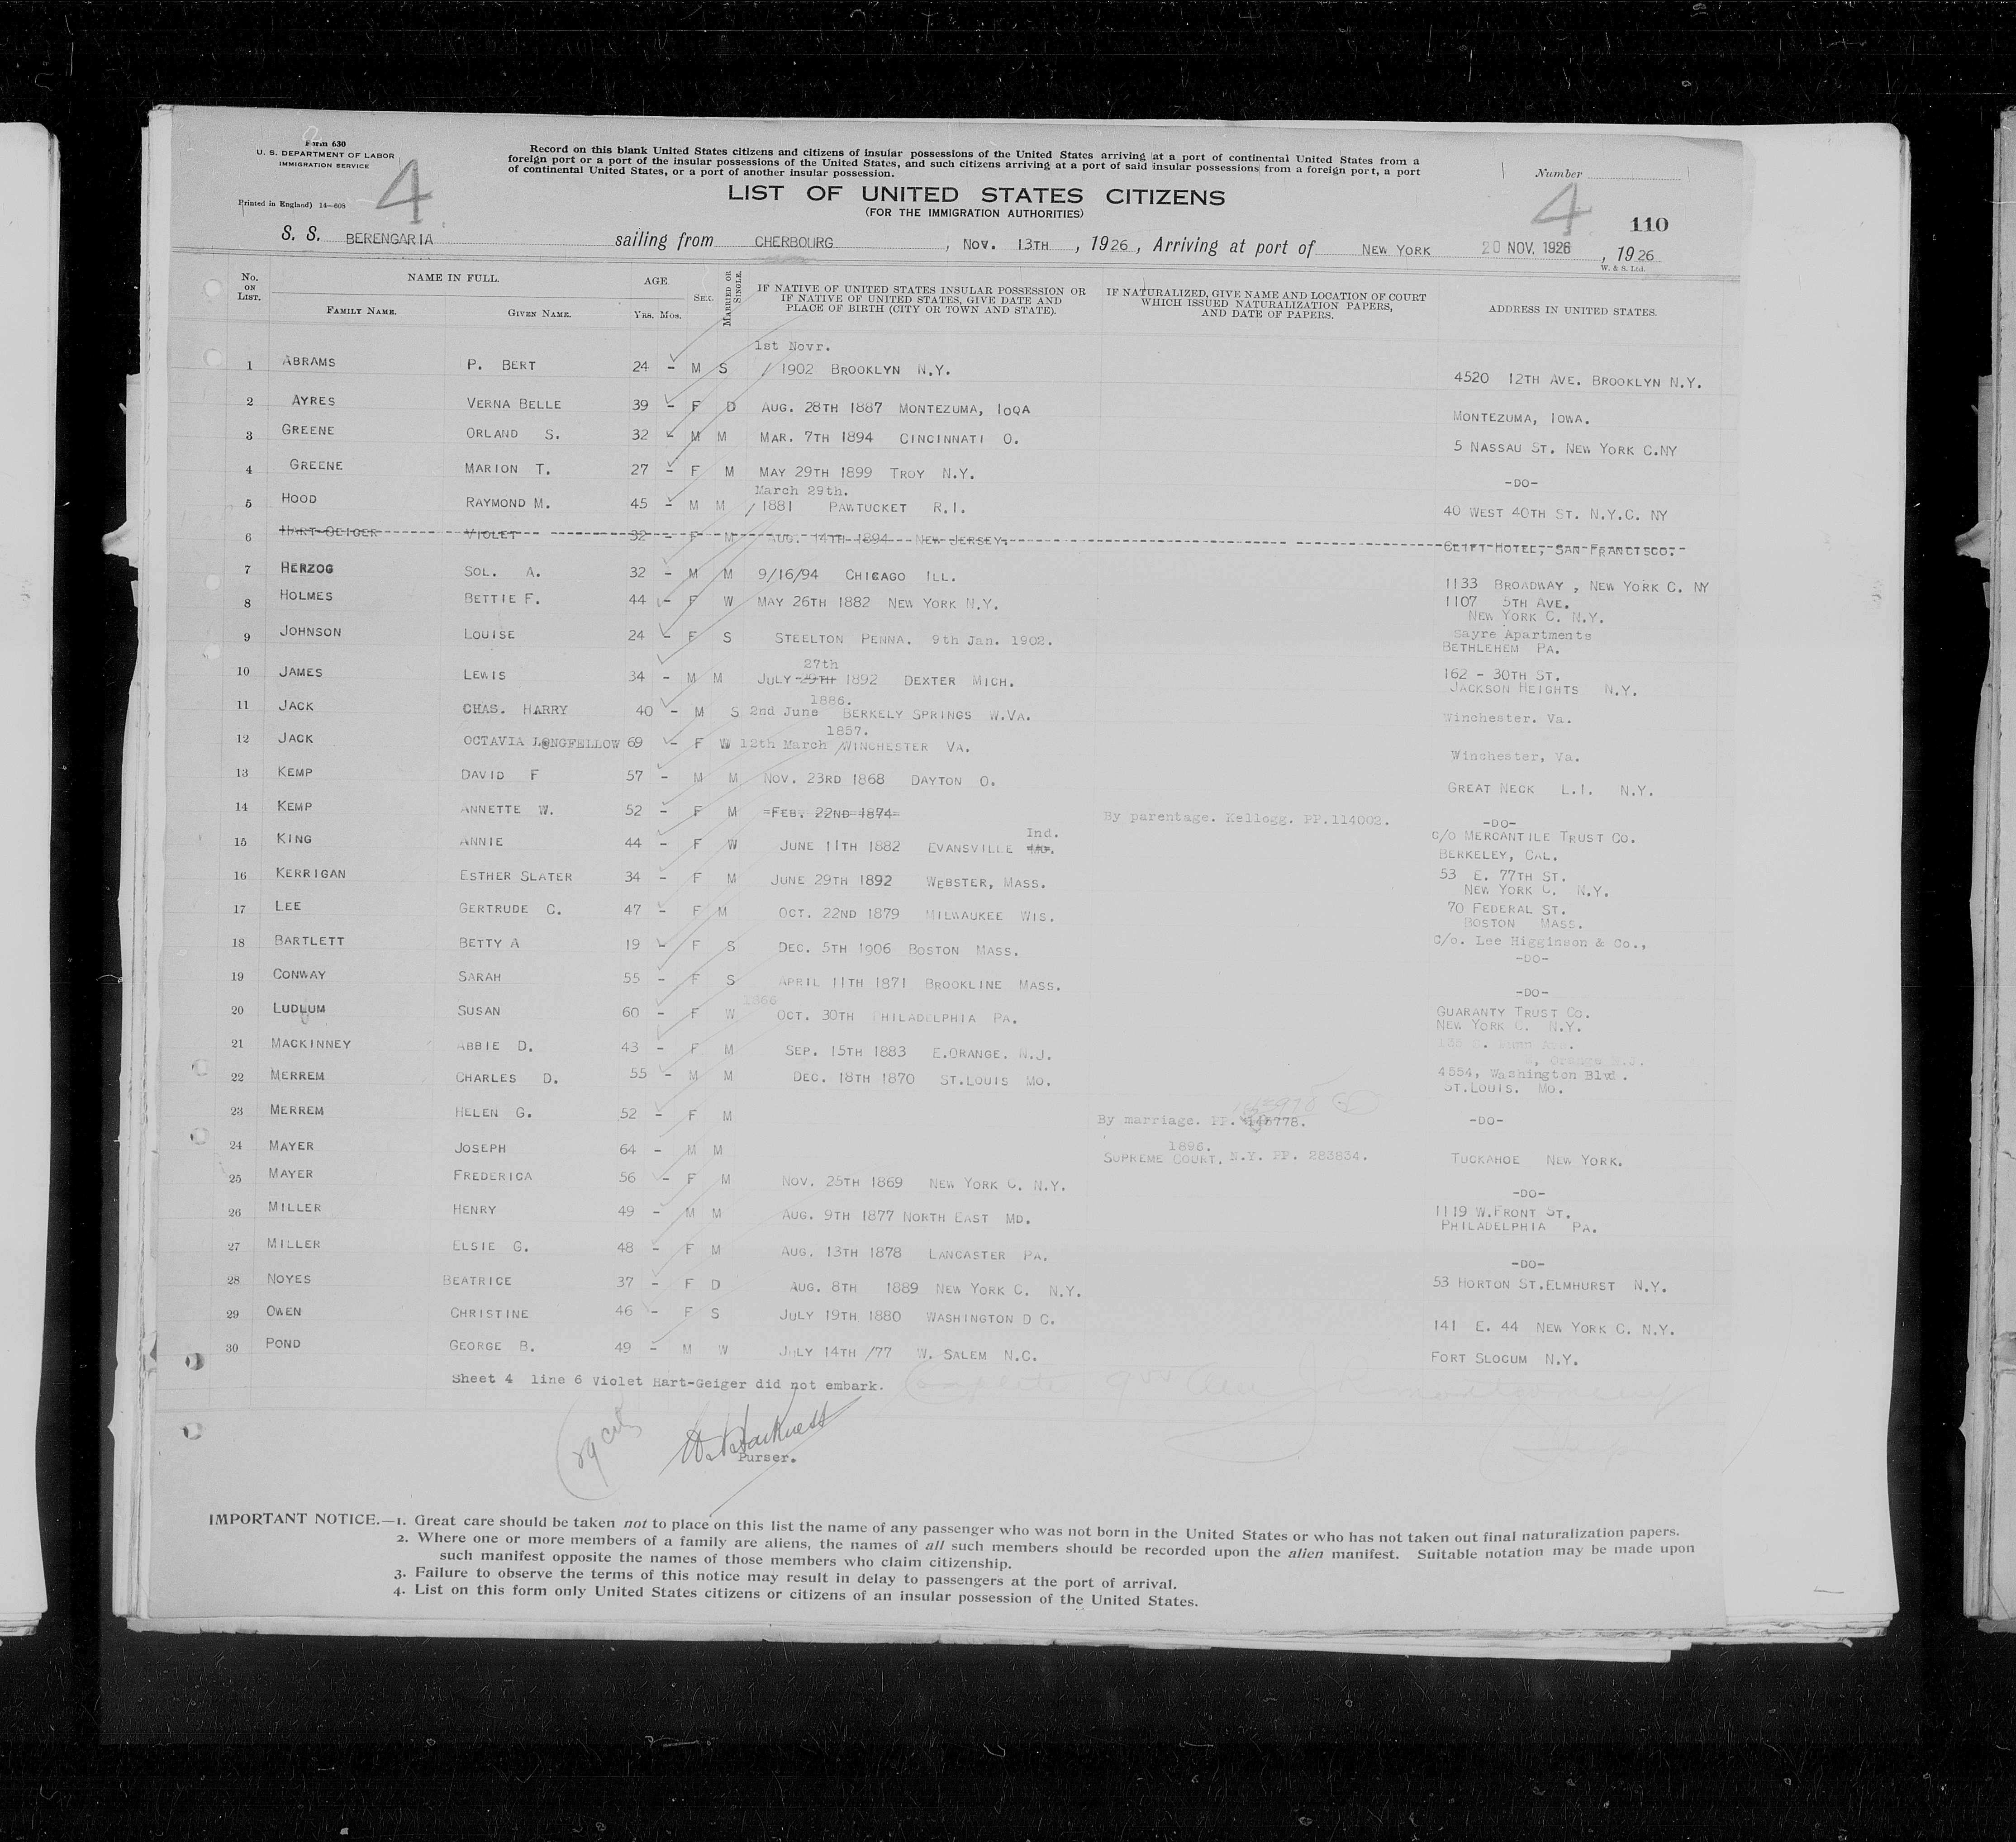 Form 630
U. S. DEPARTMENT OF LABOR
IMMIGRATION SERVICE
Printed in England) 14—608
4
Record on this blank United States citizens and citizens of insular possessions of the United States arriving at a port of continental United States from a
foreign port or a port of the insular possessions of the United States, and such citizens arriving at a port of said insular possessions from a foreign port, a port
of continental United States, or a port of another insular possession.
Number
4
110
LIST OF UNITED STATES CITIZENS
(FOR THE IMMIGRATION AUTHORITIES)
S. S. BERENGARIA sailing from CHERBOURG, Nov. 13TH, 1926, Arriving at port of NEW YORK 20 NOV. 1926, 1926
W. & S. Ltd.
No. ON LIST. NAME IN FULL. AGE SEX. MARRIED OR SINGLE. IF NATIVE OF UNITED STATES INSULAR POSSESSION OR IF NATIVE OF UNITED STATES, GIVE DATE AND PLACE OF BIRTH (CITY OR TOWN AND STATE). IF NATURALIZED, GIVE NAME AND LOCATION OF COURT WHICH ISSUED NATURALIZATION PAPERS, AND DATE OF PAPERS. ADDRESS IN UNITED STATES.
FAMILY NAME. GIVEN NAME. YRS. MOS.
1st Novr.
1 ABRAMS P. BERT 24 - M S / 1902 BROOKLYN N.Y. 4520 12TH AVE. BROOKLYN N.Y.
2 AYRES VERNA BELLE 39 - F D AUG. 28TH 1887 MONTEZUMA, IOQA MONTEZUMA, IOWA.
3 GREENE ORLAND S. 32 - M M MAR. 7TH 1894 CINCINNATI O. 5 NASSAU ST. NEW YORK C.NY
4 GREENE MARION T. 27 - F M MAY 29TH 1899 TROY N.Y. -DO-
March 29th.
5 HOOD RAYMOND M. 45 - M M / 1881 PAWTUCKET R.I. 40 WEST 40TH ST. N.Y.C. NY
6 HART-GEIGER VIOLET 32 - F M AUG. 14TH 1894 NEW JERSEY. CLIFT HOTEL, SAN FRANCISCO.
7 HERZOG SOL. A. 32 - M M 9/16/94 CHICAGO ILL. 1133 BROADWAY, NEW YORK C. NY
8 HOLMES BETTIE F. 44 - F W MAY 26TH 1882 NEW YORK N.Y. 1107 5TH AVE.
NEW YORK C. N.Y.
9 JOHNSON LOUISE 24 - F S STEELTON PENNA. 9th Jan. 1902. Sayre Apartments
BETHLEHEM PA.
27th
10 JAMES LEWIS 34 - M M JULY 29TH 1892 DEXTER MICH. 162 - 30TH ST.
JACKSON HEIGHTS N.Y.
1886.
11 JACK CHAS. HARRY 40 - M S 2nd June BERKELY SPRINGS W.VA. Winchester. Va.
1857.
12 JACK OCTAVIA LONGFELLOW 69 - F W 12th March /WINCHESTER VA. Winchester, Va.
13 KEMP DAVID F 57 - M M NOV. 23RD 1868 DAYTON O. GREAT NECK L.I. N.Y.
14 KEMP ANNETTE W. 52 - F M FEB. 22ND 1874 By parentage. Kellogg. PP.114002. -DO-
Ind.
15 KING ANNIE 44 - F W JUNE 11TH 1882 EVANSVILLE MO. C/O MERCANTILE TRUST CO.
BERKELEY, CAL.
16 KERRIGAN ESTHER SLATER 34 - F M JUNE 29TH 1892 WEBSTER, MASS. 53 E. 77TH ST.
NEW YORK C. N.Y.
17 LEE GERTRUDE C. 47 - F M OCT. 22ND 1879 MILWAUKEE WIS. 70 FEDERAL ST.
BOSTON MASS.
C/o. Lee Higginson & Co.,
18 BARTLETT BETTY A 19 - F S DEC. 5TH 1906 BOSTON MASS. -DO-
19 CONWAY SARAH 55 - F S APRIL 11TH 1871 BROOKLINE MASS. -DO-
1866
20 LUDLUM SUSAN 60 - F W OCT. 30TH PHILADELPHIA PA. GUARANTY TRUST CO.
NEW YORK C. N.Y.
21 MACKINNEY ABBIE D. 43 - F M SEP. 15TH 1883 E.ORANGE. N.J.
22 MERREM CHARLES D. 55 - M M DEC. 18TH 1870 ST.LOUIS MO. 4554, Washington Blvd.
ST.LOUIS. MO.
23 MERREM HELEN G. 52 - F M By marriage. PP. -DO-
1896.
24 MAYER JOSEPH 64 - M M SUPREME COURT, N.Y. PP. 283834. TUCKAHOE NEW YORK.
25 MAYER FREDERICA 56 - F M NOV. 25TH 1869 NEW YORK C. N.Y. -DO-
26 MILLER HENRY 49 - M M AUG. 9TH 1877 NORTH EAST MD. 1119 W.FRONT ST.
PHILADELPHIA PA.
27 MILLER ELSIE G. 48 - F M AUG. 13TH 1878 LANCASTER PA. -DO-
28 NOYES BEATRICE 37 - F D AUG. 8TH 1889 NEW YORK C. N.Y. 53 HORTON ST.ELMHURST N.Y.
29 OWEN CHRISTINE 46 - F S JULY 19TH 1880 WASHINGTON D C. 141 E. 44 NEW YORK C. N.Y.
30 POND GEORGE B. 49 - M W JULY 14TH /77 W. SALEM N.C. FORT SLOCUM N.Y.
Sheet 4 line 6 Violet Hart-Geiger did not embark.
Purser.
IMPORTANT NOTICE.—1. Great care should be taken not to place on this list the name of any passenger who was not born in the United States or who has not taken out final naturalization papers.
2. Where one or more members of a family are aliens, the names of all such members should be recorded upon the alien manifest. Suitable notation may be made upon
such manifest opposite the names of those members who claim citizenship.
3. Failure to observe the terms of this notice may result in delay to passengers at the port of arrival.
4. List on this form only United States citizens or citizens of an insular possession of the United States.